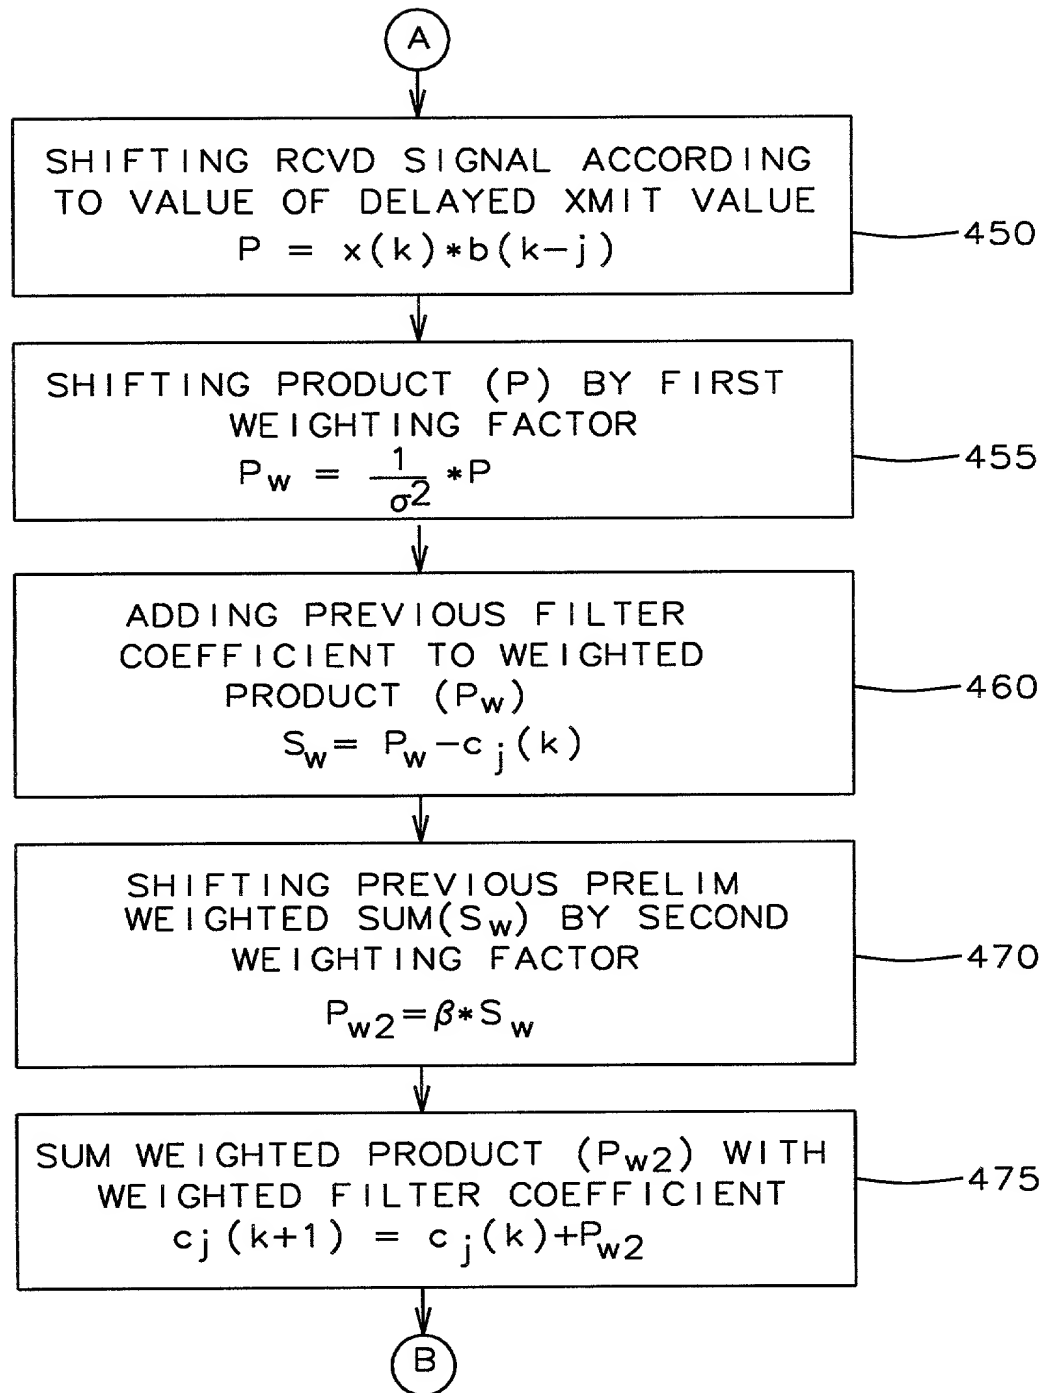 A
SHIFTING RCVD SIGNAL ACCORDING
TO VALUE OF DELAYED XMIT VALUE
P = x(k)*b(k-j)
450
SHIFTING PRODUCT (P) BY FIRST
WEIGHTING FACTOR
Pw = 1/σ2 *P
455
ADDING PREVIOUS FILTER
COEFFICIENT TO WEIGHTED
PRODUCT (Pw)
Sw= Pw-cj(k)
460
SHIFTING PREVIOUS PRELIM
WEIGHTED SUM(Sw) BY SECOND
WEIGHTING FACTOR
Pw2=β*Sw
470
SUM WEIGHTED PRODUCT (Pw2) WITH
WEIGHTED FILTER COEFFICIENT
cj(k+1) = cj(k)+Pw2
475
B